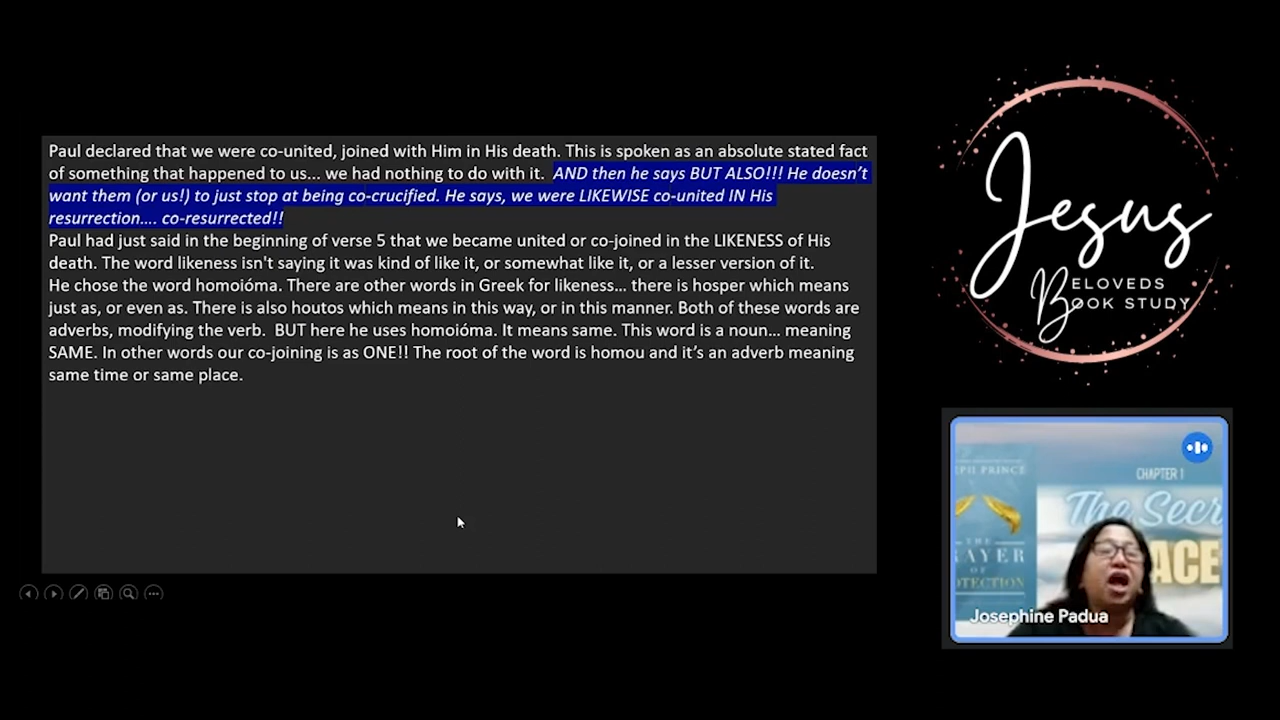 Paul declared that we were co-united, joined with Him in His death. This is spoken as an absolute stated fact
of something that happened to us... we had nothing to do with it.  AND then he says BUT ALSO!!! He doesn't
want them (or us!) to just stop at being co-crucified. He says, we were LIKEWISE co-united IN His
resurrection…. co-resurrected!!
Paul had just said in the beginning of verse 5 that we became united or co-joined in the LIKENESS of His
death. The word likeness isn't saying it was kind of like it, or somewhat like it, or a lesser version of it.
He chose the word homoióma. There are other words in Greek for likeness… there is hosper which means
just as, or even as. There is also houtos which means in this way, or in this manner. Both of these words are
adverbs, modifying the verb.  BUT here he uses homoióma. It means same. This word is a noun… meaning
SAME. In other words our co-joining is as ONE!! The root of the word is homou and it's an adverb meaning
same time or same place.
Jesus
BELOVEDS
BOOK STUDY
EPH PRINCE
THE
RAYER
OF
OTECTION
CHAPTER 1
The Secr
ACE
Josephine Padua